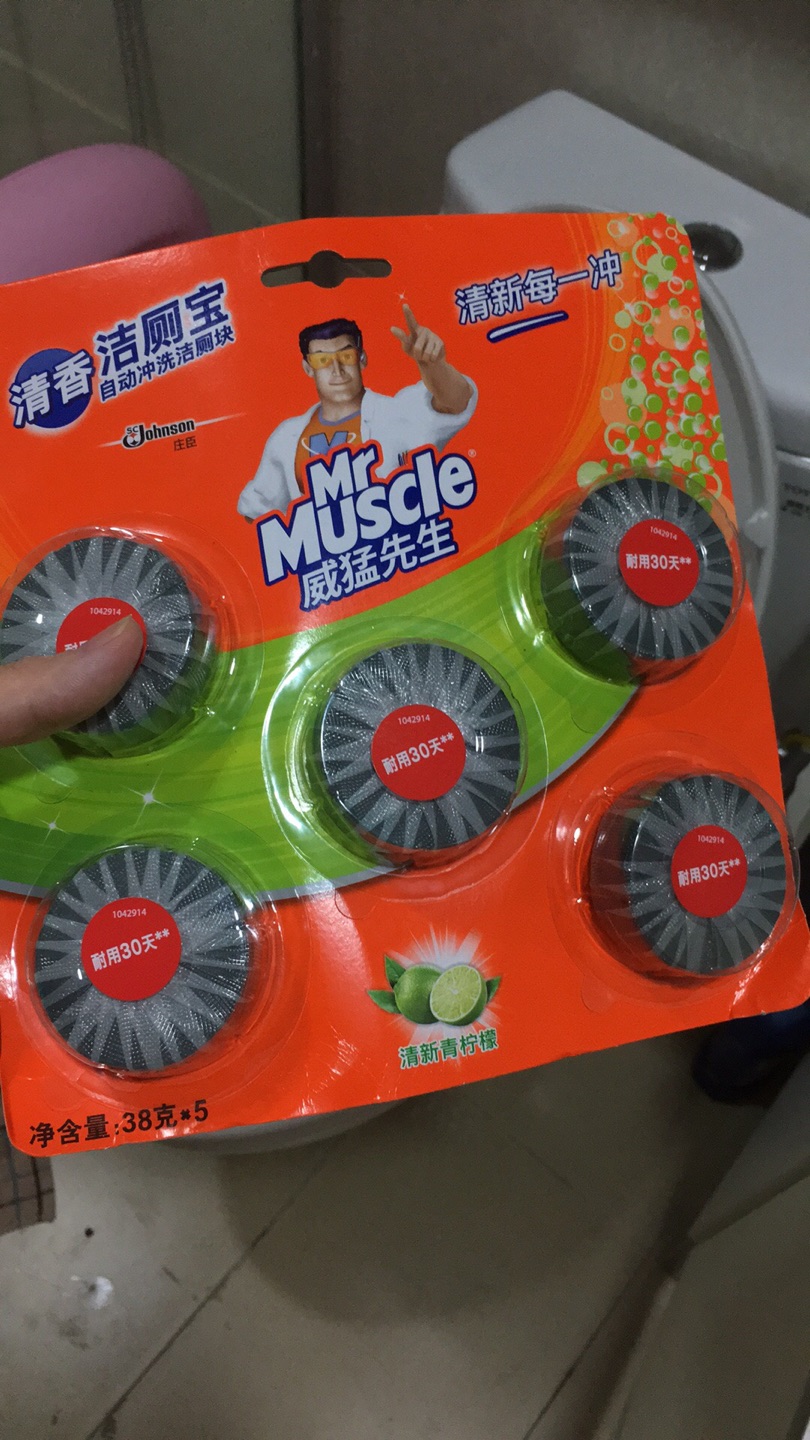 清香
洁厕宝
自动冲洗洁厕块
清新每一冲
SC Johnson
庄臣
M
Mr
MUSCLE®
威猛先生
1042914
耐用30天**
1042914
耐
1042914
耐用30天**
1042914
耐用30天**
1042914
耐用30天**
清新青柠檬
净含量:38克*5